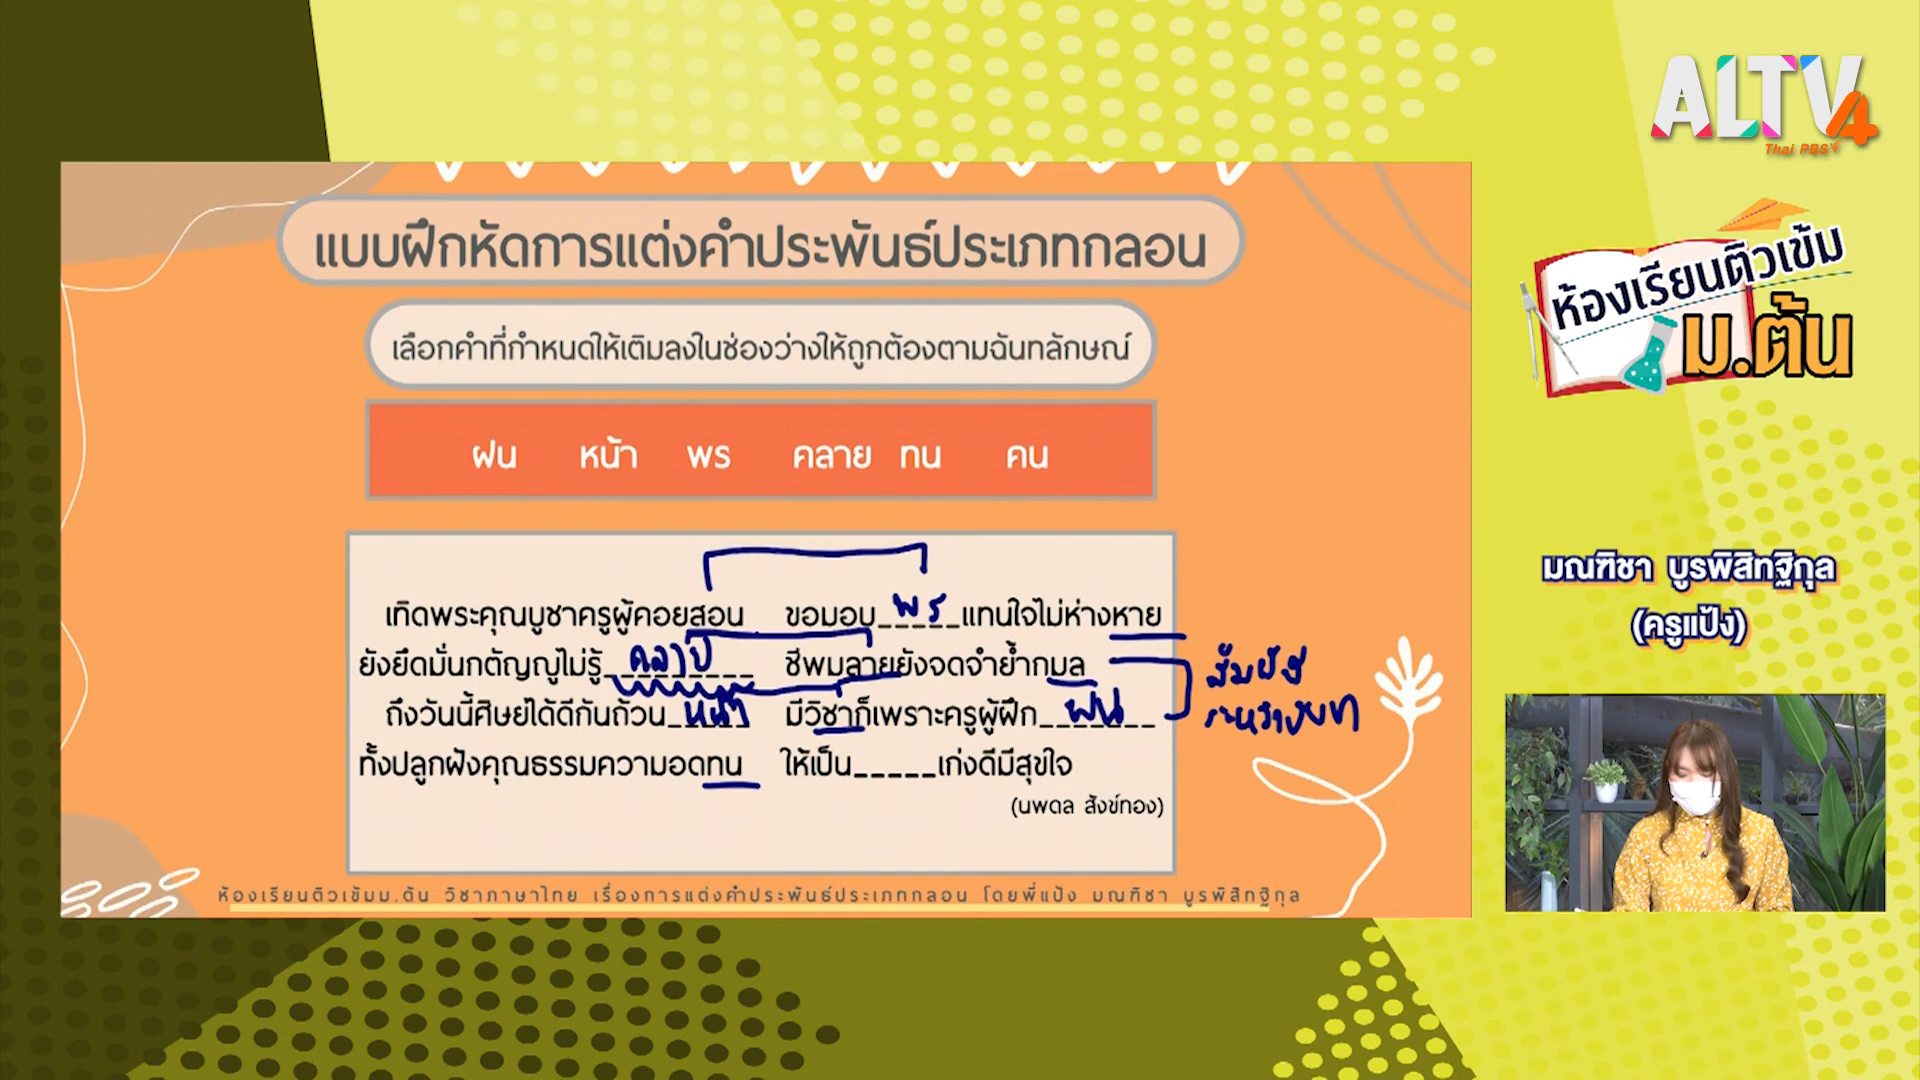 ALTV4
Thai PBS
ห้องเรียนติวเข้ม
ม.ต้น
แบบฝึกหัดการแต่งคำประพันธ์ประเภทกลอน
เลือกคำที่กำหนดให้เติมลงในช่องว่างให้ถูกต้องตามฉันทลักษณ์
ฝน หน้า พร คลาย ทน คน
เทิดพระคุณบูชาครูผู้คอยสอน ขอมอบ_พร_แทนใจไม่ห่างหาย
ยังยึดมั่นกตัญญูไม่รู้_คลาย_ ชีพมลายยังจดจำย้ำกมล
ถึงวันนี้ศิษย์ได้ดีกันถ้วน_หน้า_ มีวิชาก็เพราะครูผู้ฝึก_ฝน_
ทั้งปลูกฝังคุณธรรมความอดทน ให้เป็น_____เก่งดีมีสุขใจ
(นพดล สังข์ทอง)
สัมผัส
ระหว่างบท
มณฑิชา บูรพิสิทฐิกุล
(ครูแป้ง)
ห้องเรียนติวเข้มม.ต้น วิชาภาษาไทย เรื่องการแต่งคำประพันธ์ประเภทกลอน โดยพี่แป้ง มณฑิชา บูรพิสิทฐิกุล